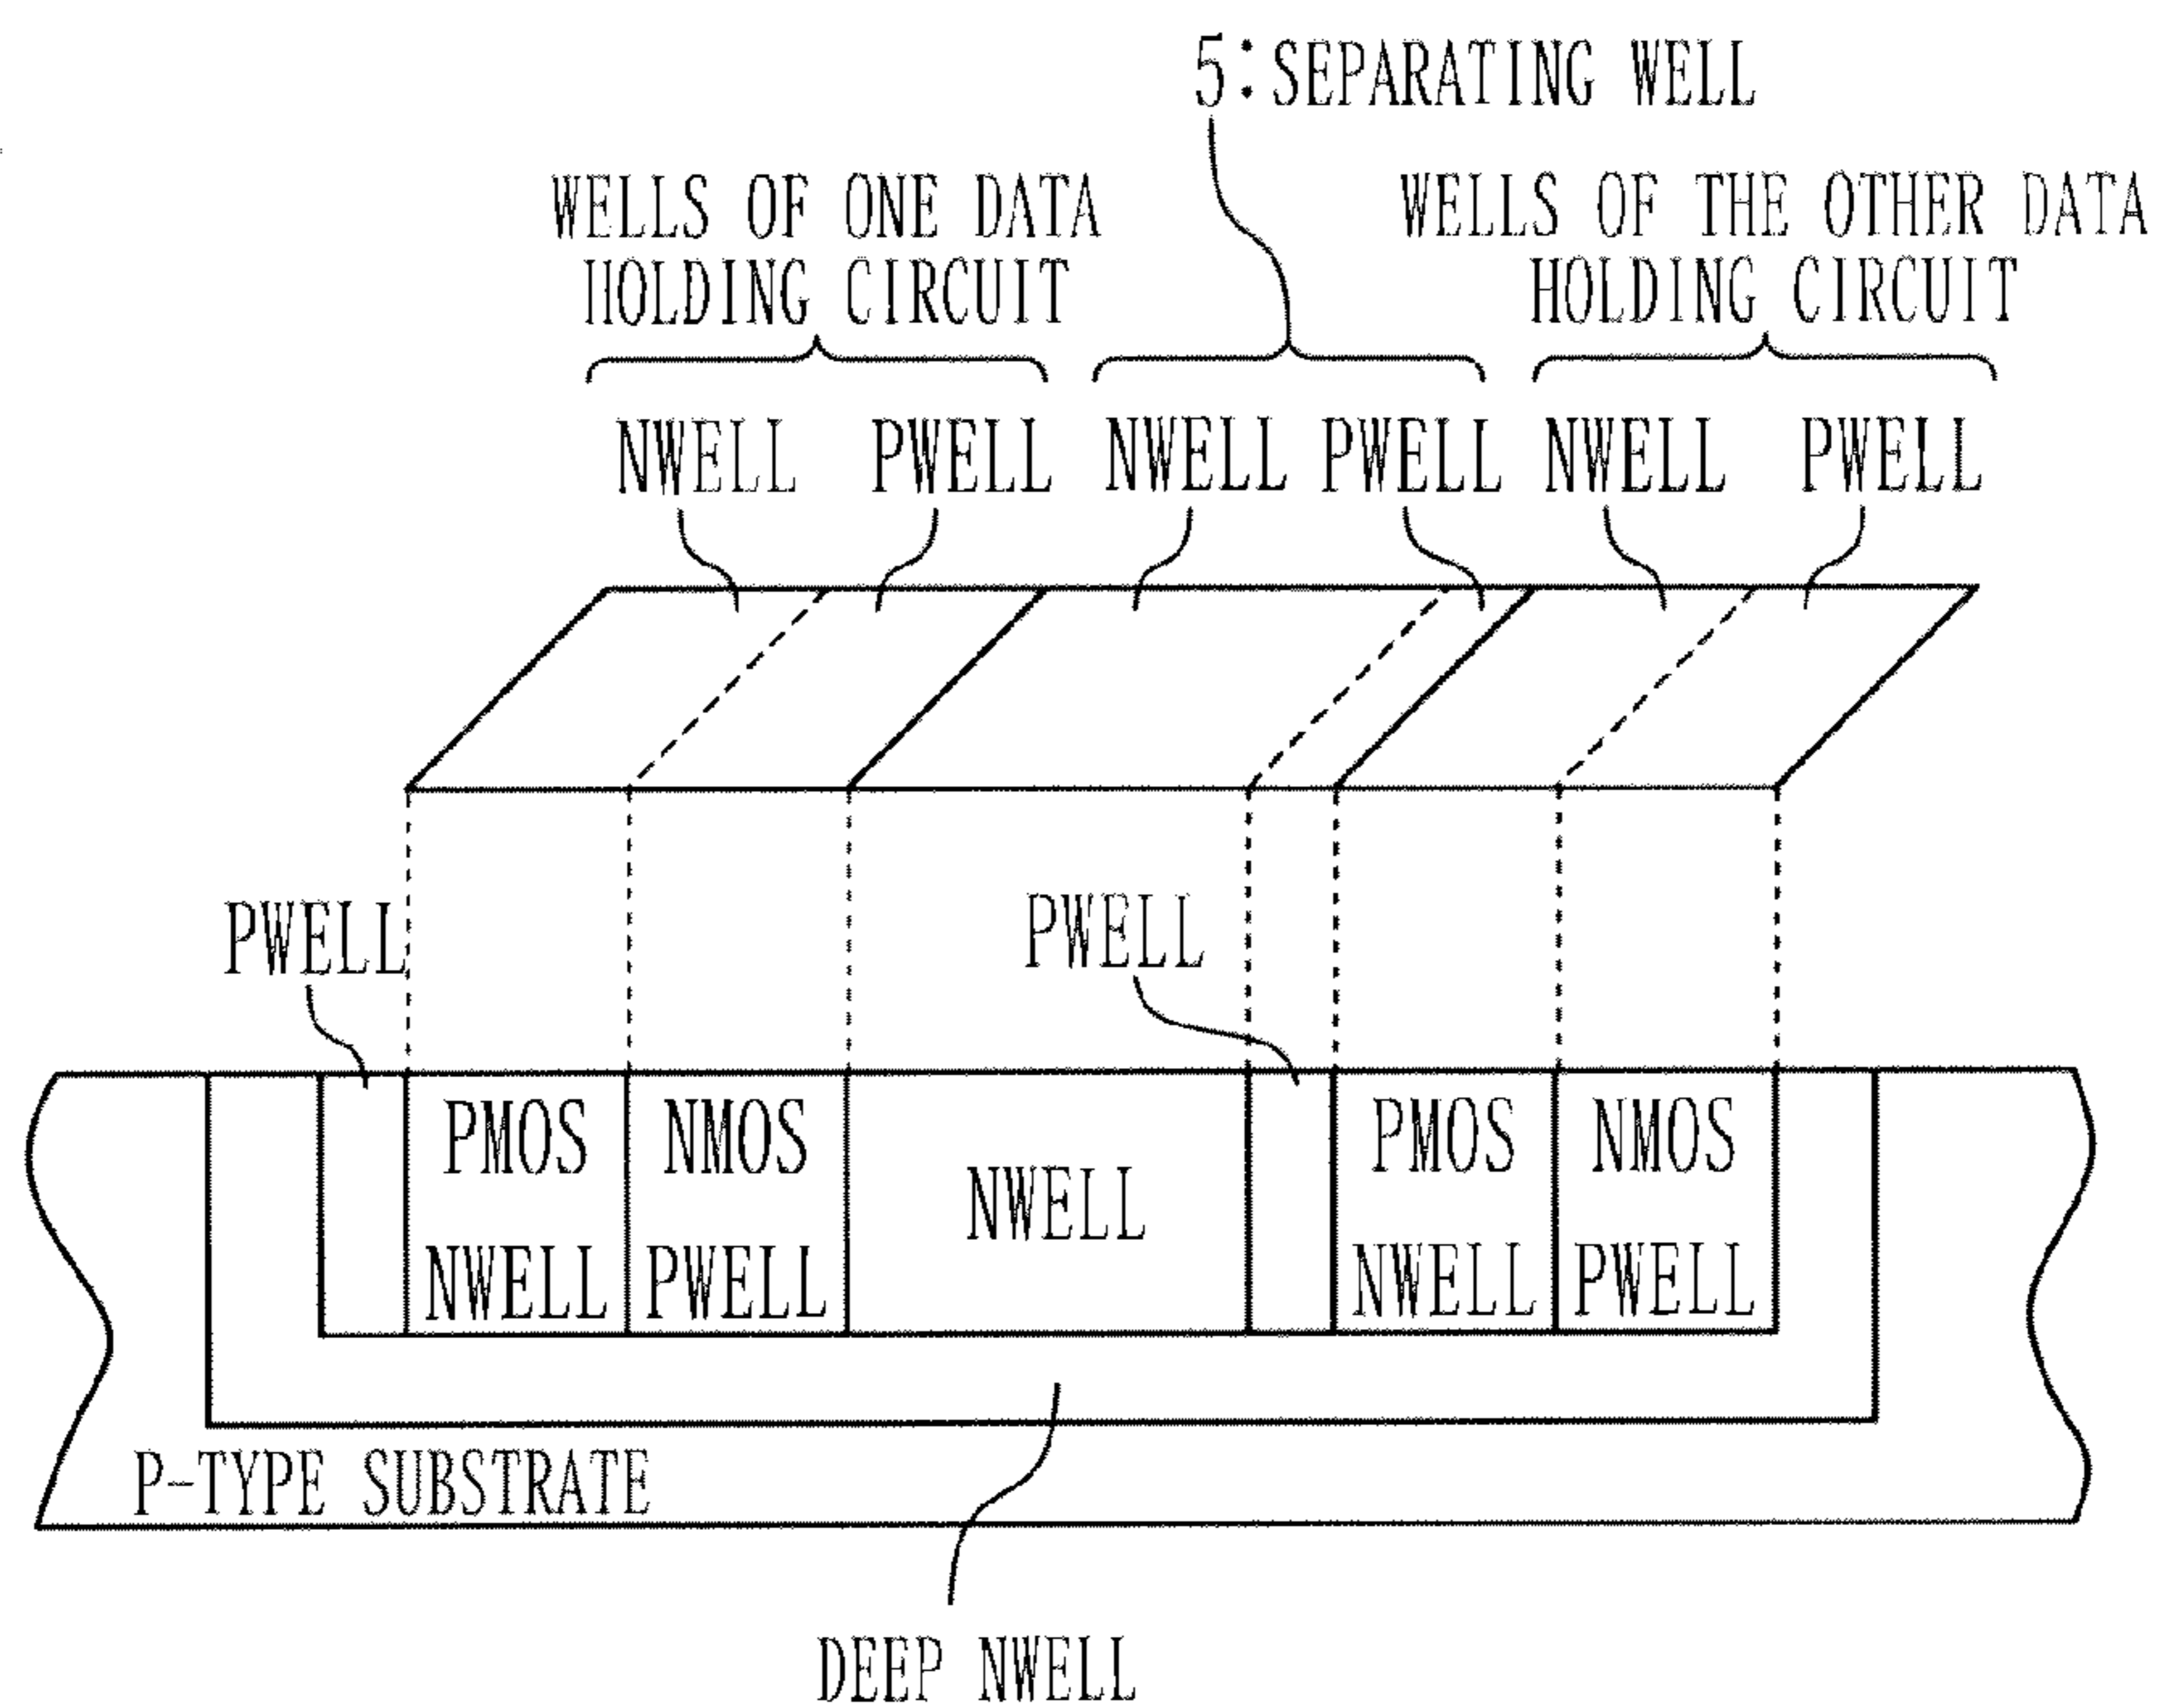 5:SEPARATING WELL
WELLS OF ONE DATA
HOLDING CIRCUIT
WELLS OF THE OTHER DATA
HOLDING CIRCUIT
NWELL PWELL NWELL PWELL NWELL PWELL
PWELL
PWELL
PMOS
NWELL
NMOS
PWELL
NWELL
PMOS
NWELL
NMOS
PWELL
P-TYPE SUBSTRATE
DEEP NWELL